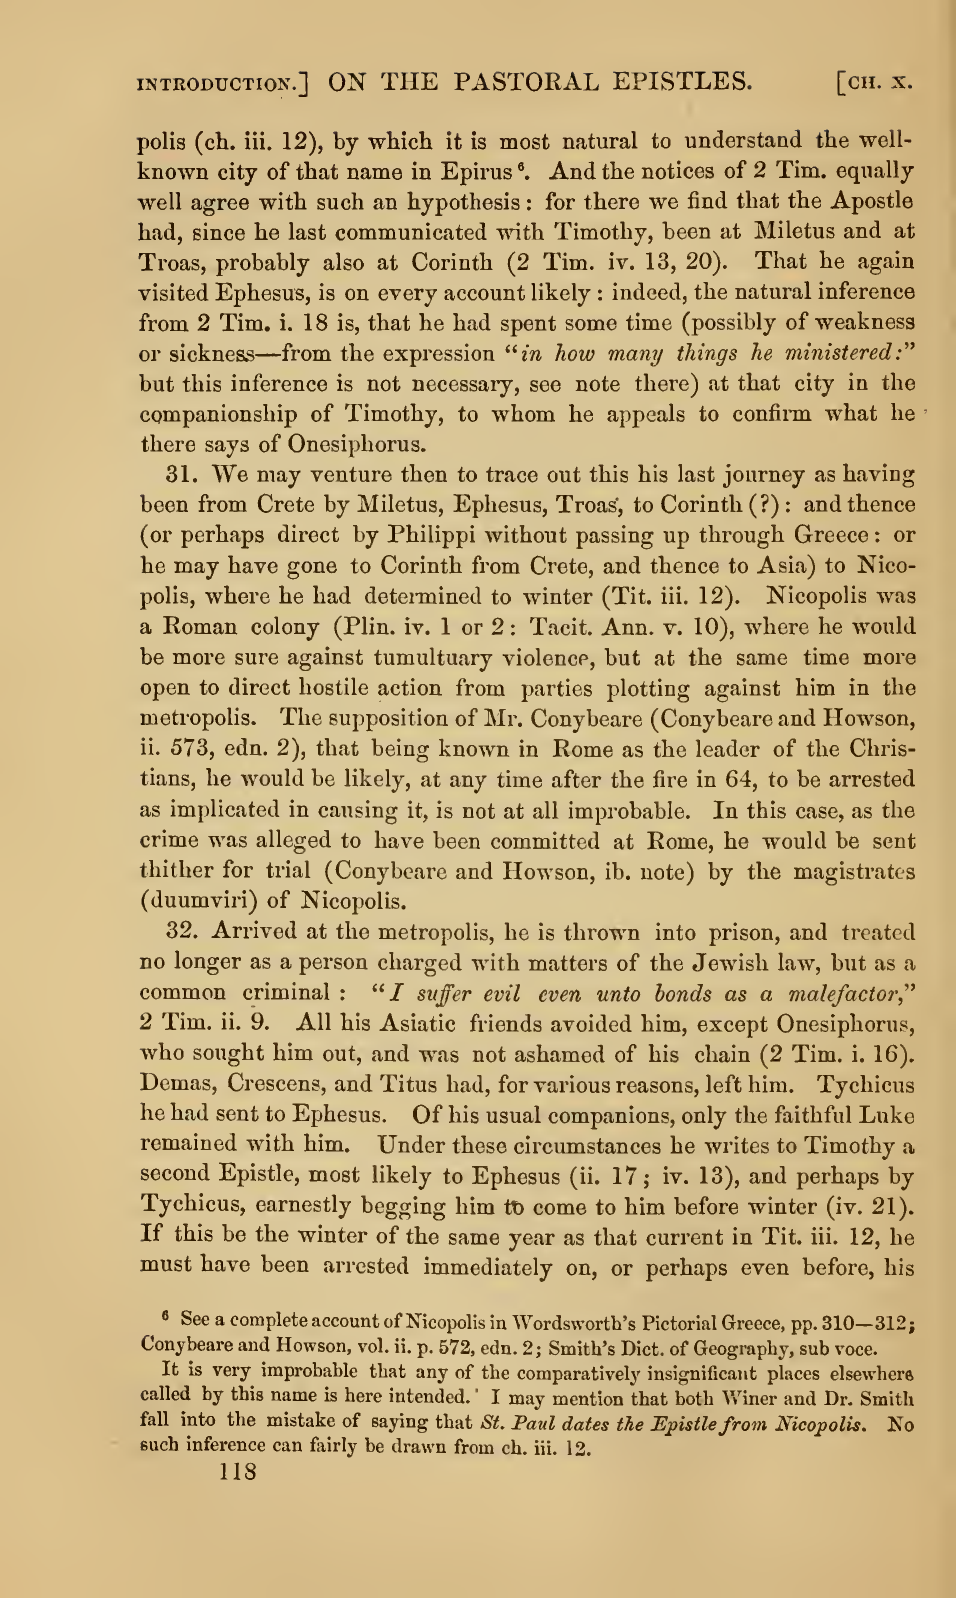 INTRODUCTION.] ON THE PASTORAL EPISTLES. [CH. X.
polis (ch. iii. 12), by which it is most natural to understand the well-
known city of that name in Epirus ⁶. And the notices of 2 Tim. equally
well agree with such an hypothesis : for there we find that the Apostle
had, since he last communicated with Timothy, been at Miletus and at
Troas, probably also at Corinth (2 Tim. iv. 13, 20). That he again
visited Ephesus, is on every account likely : indeed, the natural inference
from 2 Tim. i. 18 is, that he had spent some time (possibly of weakness
or sickness—from the expression “in how many things he ministered:”
but this inference is not necessary, see note there) at that city in the
companionship of Timothy, to whom he appeals to confirm what he
there says of Onesiphorus.
31. We may venture then to trace out this his last journey as having
been from Crete by Miletus, Ephesus, Troas, to Corinth (?) : and thence
(or perhaps direct by Philippi without passing up through Greece : or
he may have gone to Corinth from Crete, and thence to Asia) to Nico-
polis, where he had determined to winter (Tit. iii. 12). Nicopolis was
a Roman colony (Plin. iv. 1 or 2 : Tacit. Ann. v. 10), where he would
be more sure against tumultuary violence, but at the same time more
open to direct hostile action from parties plotting against him in the
metropolis. The supposition of Mr. Conybeare (Conybeare and Howson,
ii. 573, edn. 2), that being known in Rome as the leader of the Chris-
tians, he would be likely, at any time after the fire in 64, to be arrested
as implicated in causing it, is not at all improbable. In this case, as the
crime was alleged to have been committed at Rome, he would be sent
thither for trial (Conybeare and Howson, ib. note) by the magistrates
(duumviri) of Nicopolis.
32. Arrived at the metropolis, he is thrown into prison, and treated
no longer as a person charged with matters of the Jewish law, but as a
common criminal : “I suffer evil even unto bonds as a malefactor,”
2 Tim. ii. 9. All his Asiatic friends avoided him, except Onesiphorus,
who sought him out, and was not ashamed of his chain (2 Tim. i. 16).
Demas, Crescens, and Titus had, for various reasons, left him. Tychicus
he had sent to Ephesus. Of his usual companions, only the faithful Luke
remained with him. Under these circumstances he writes to Timothy a
second Epistle, most likely to Ephesus (ii. 17 ; iv. 13), and perhaps by
Tychicus, earnestly begging him to come to him before winter (iv. 21).
If this be the winter of the same year as that current in Tit. iii. 12, he
must have been arrested immediately on, or perhaps even before, his
⁶ See a complete account of Nicopolis in Wordsworth’s Pictorial Greece, pp. 310—312;
Conybeare and Howson, vol. ii. p. 572, edn. 2; Smith’s Dict. of Geography, sub voce.
It is very improbable that any of the comparatively insignificant places elsewhere
called by this name is here intended. I may mention that both Winer and Dr. Smith
fall into the mistake of saying that St. Paul dates the Epistle from Nicopolis. No
such inference can fairly be drawn from ch. iii. 12.
118